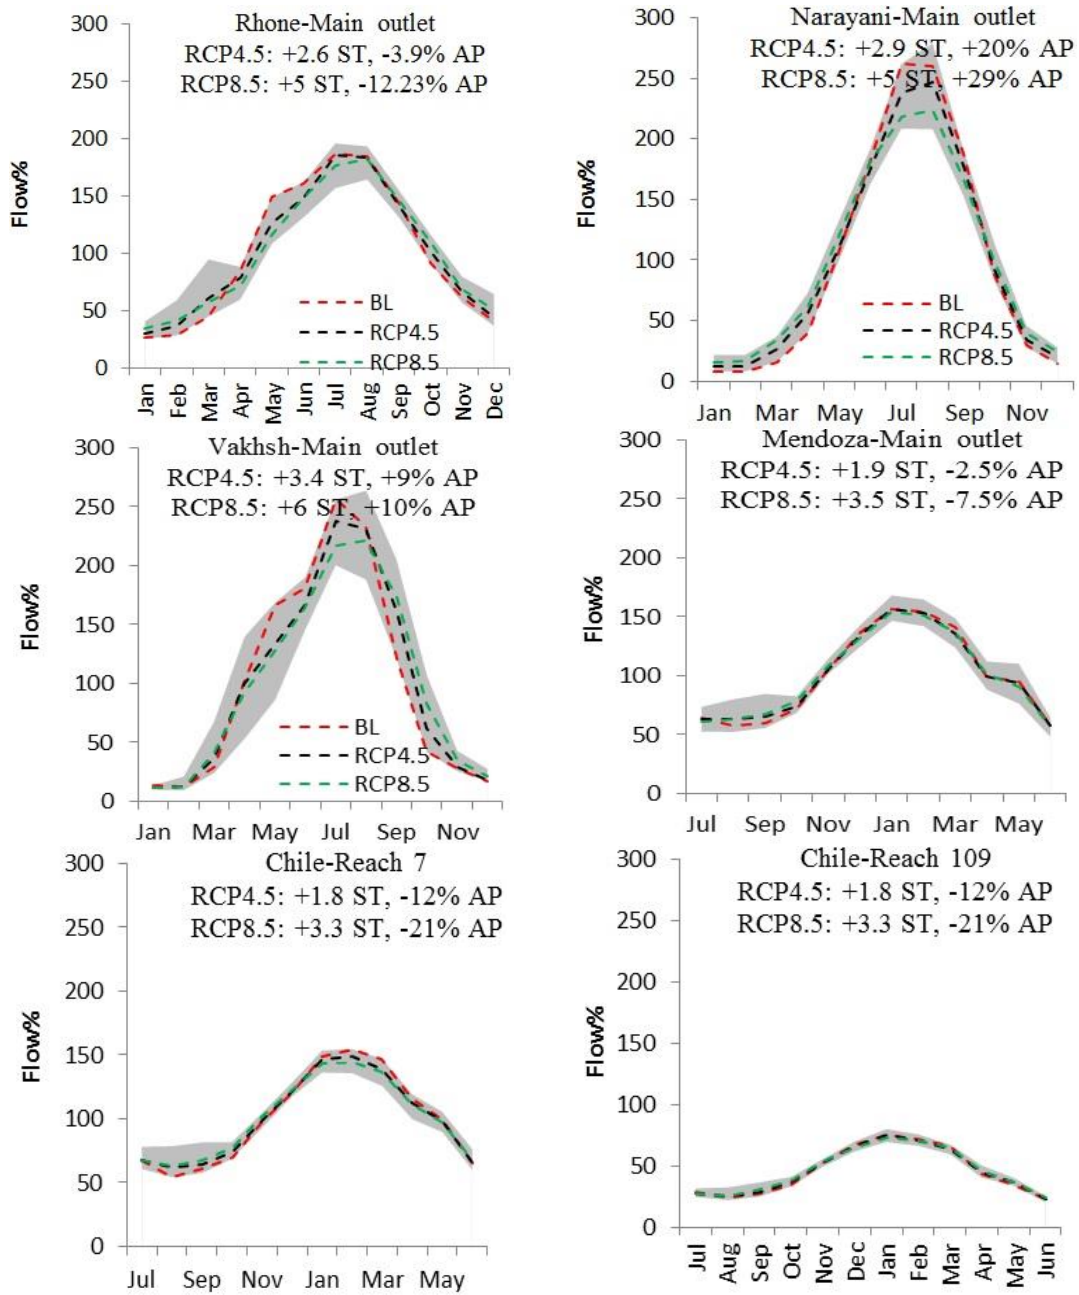 Rhone-Main outlet
RCP4.5: +2.6 ST, -3.9% AP
RCP8.5: +5 ST, -12.23% AP
300
250
200
150
100
50
0
Flow%
BL
RCP4.5
RCP8.5
Jan Feb Mar Apr May Jun Jul Aug Sep Oct Nov Dec
Narayani-Main outlet
RCP4.5: +2.9 ST, +20% AP
RCP8.5: +5 ST, +29% AP
300
250
200
150
100
50
0
Flow%
BL
RCP4.5
RCP8.5
Jan Mar May Jul Sep Nov
Vakhsh-Main outlet
RCP4.5: +3.4 ST, +9% AP
RCP8.5: +6 ST, +10% AP
300
250
200
150
100
50
0
Flow%
BL
RCP4.5
RCP8.5
Jan Mar May Jul Sep Nov
Mendoza-Main outlet
RCP4.5: +1.9 ST, -2.5% AP
RCP8.5: +3.5 ST, -7.5% AP
300
250
200
150
100
50
0
Flow%
Jul Sep Nov Jan Mar May
Chile-Reach 7
RCP4.5: +1.8 ST, -12% AP
RCP8.5: +3.3 ST, -21% AP
300
250
200
150
100
50
0
Flow%
Jul Sep Nov Jan Mar May
Chile-Reach 109
RCP4.5: +1.8 ST, -12% AP
RCP8.5: +3.3 ST, -21% AP
300
250
200
150
100
50
0
Flow%
Jul Aug Sep Oct Nov Dec Jan Feb Mar Apr May Jun